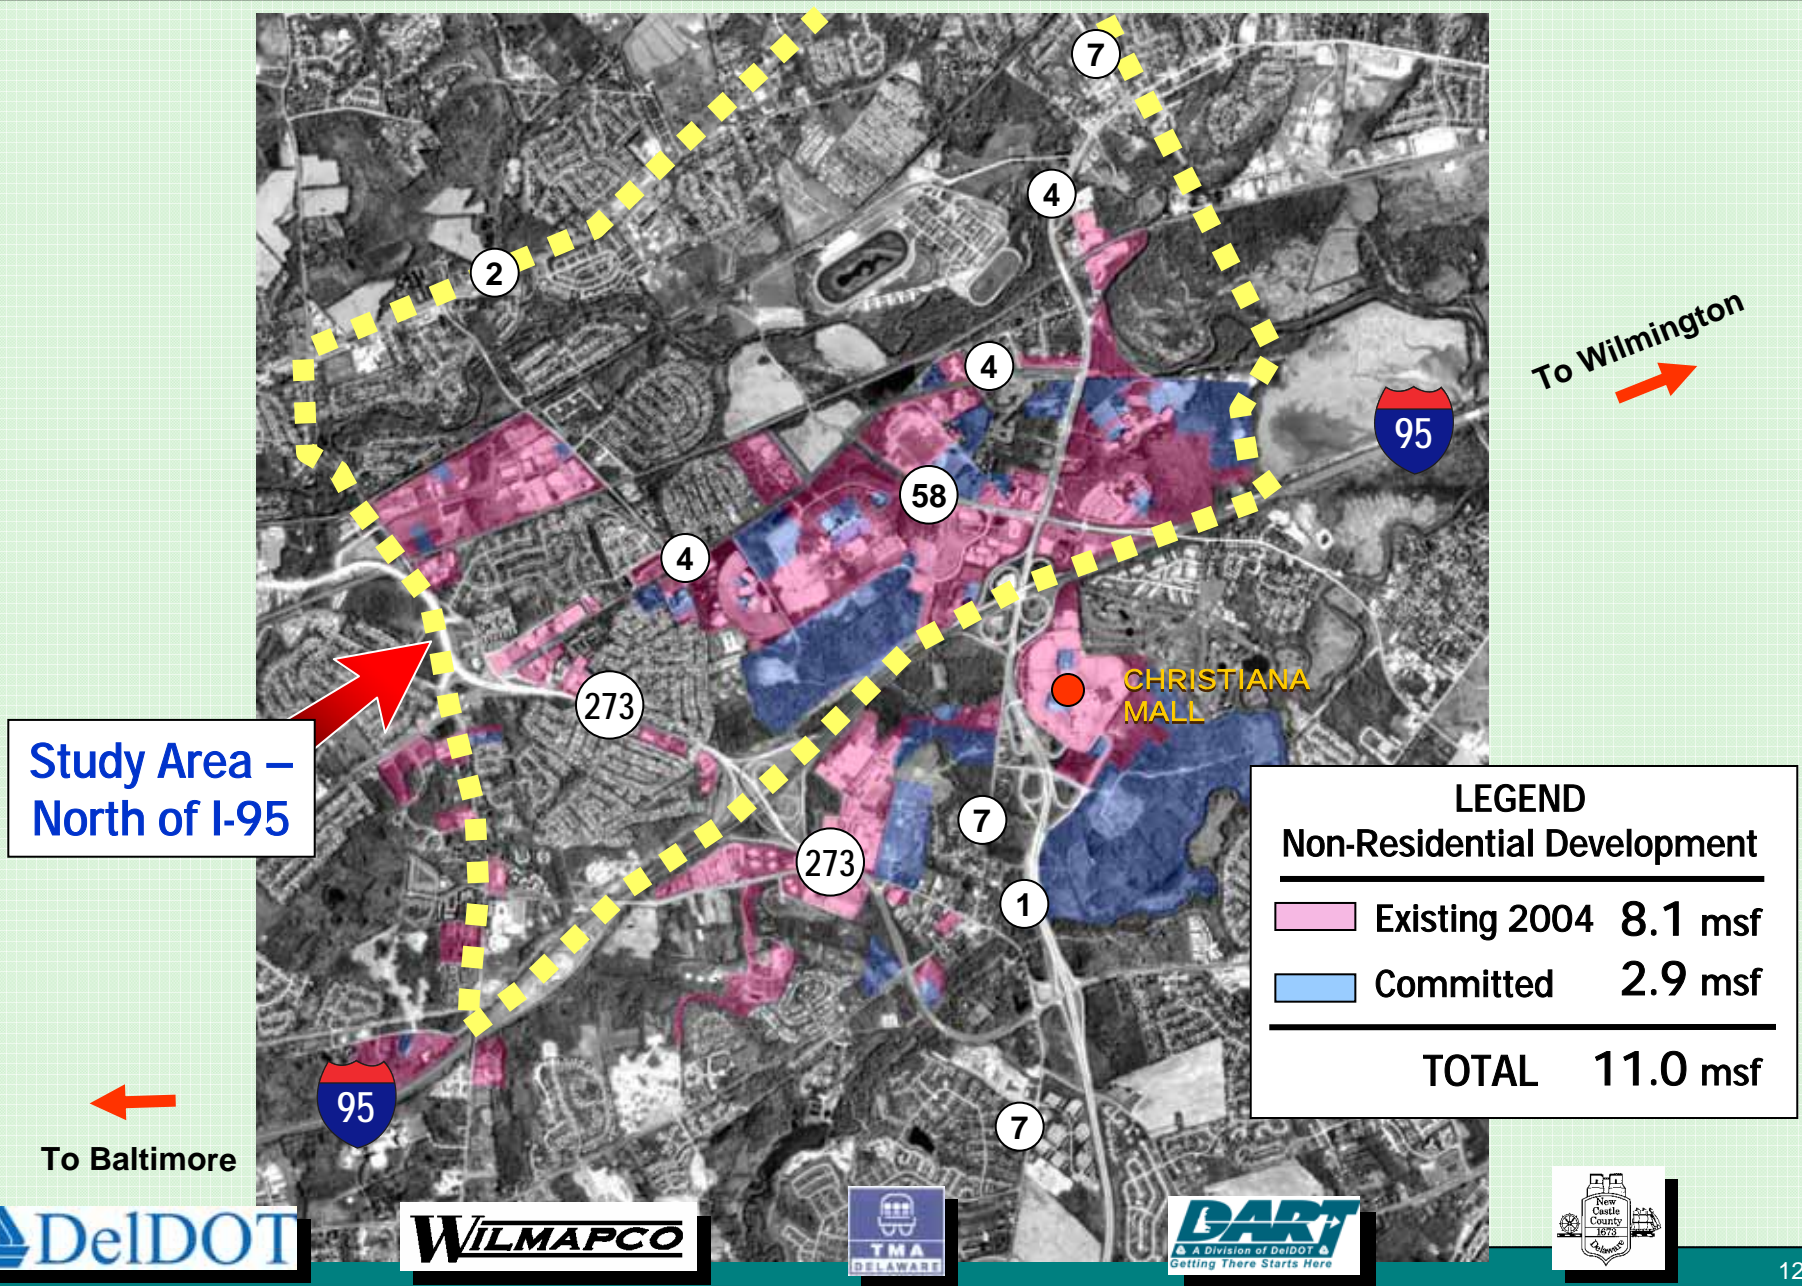 7
4
2
To Wilmington
4
95
58
4
CHRISTIANA
MALL
273
Study Area –
North of I-95
7
273
1
LEGEND
Non-Residential Development
Existing 2004 8.1 msf
Committed 2.9 msf
TOTAL 11.0 msf
95
7
To Baltimore
DelDOT
WILMAPCO
TMA
DELAWARE
DART
A Division of DelDOT
Getting There Starts Here
New
Castle
County
1673
Delaware
12